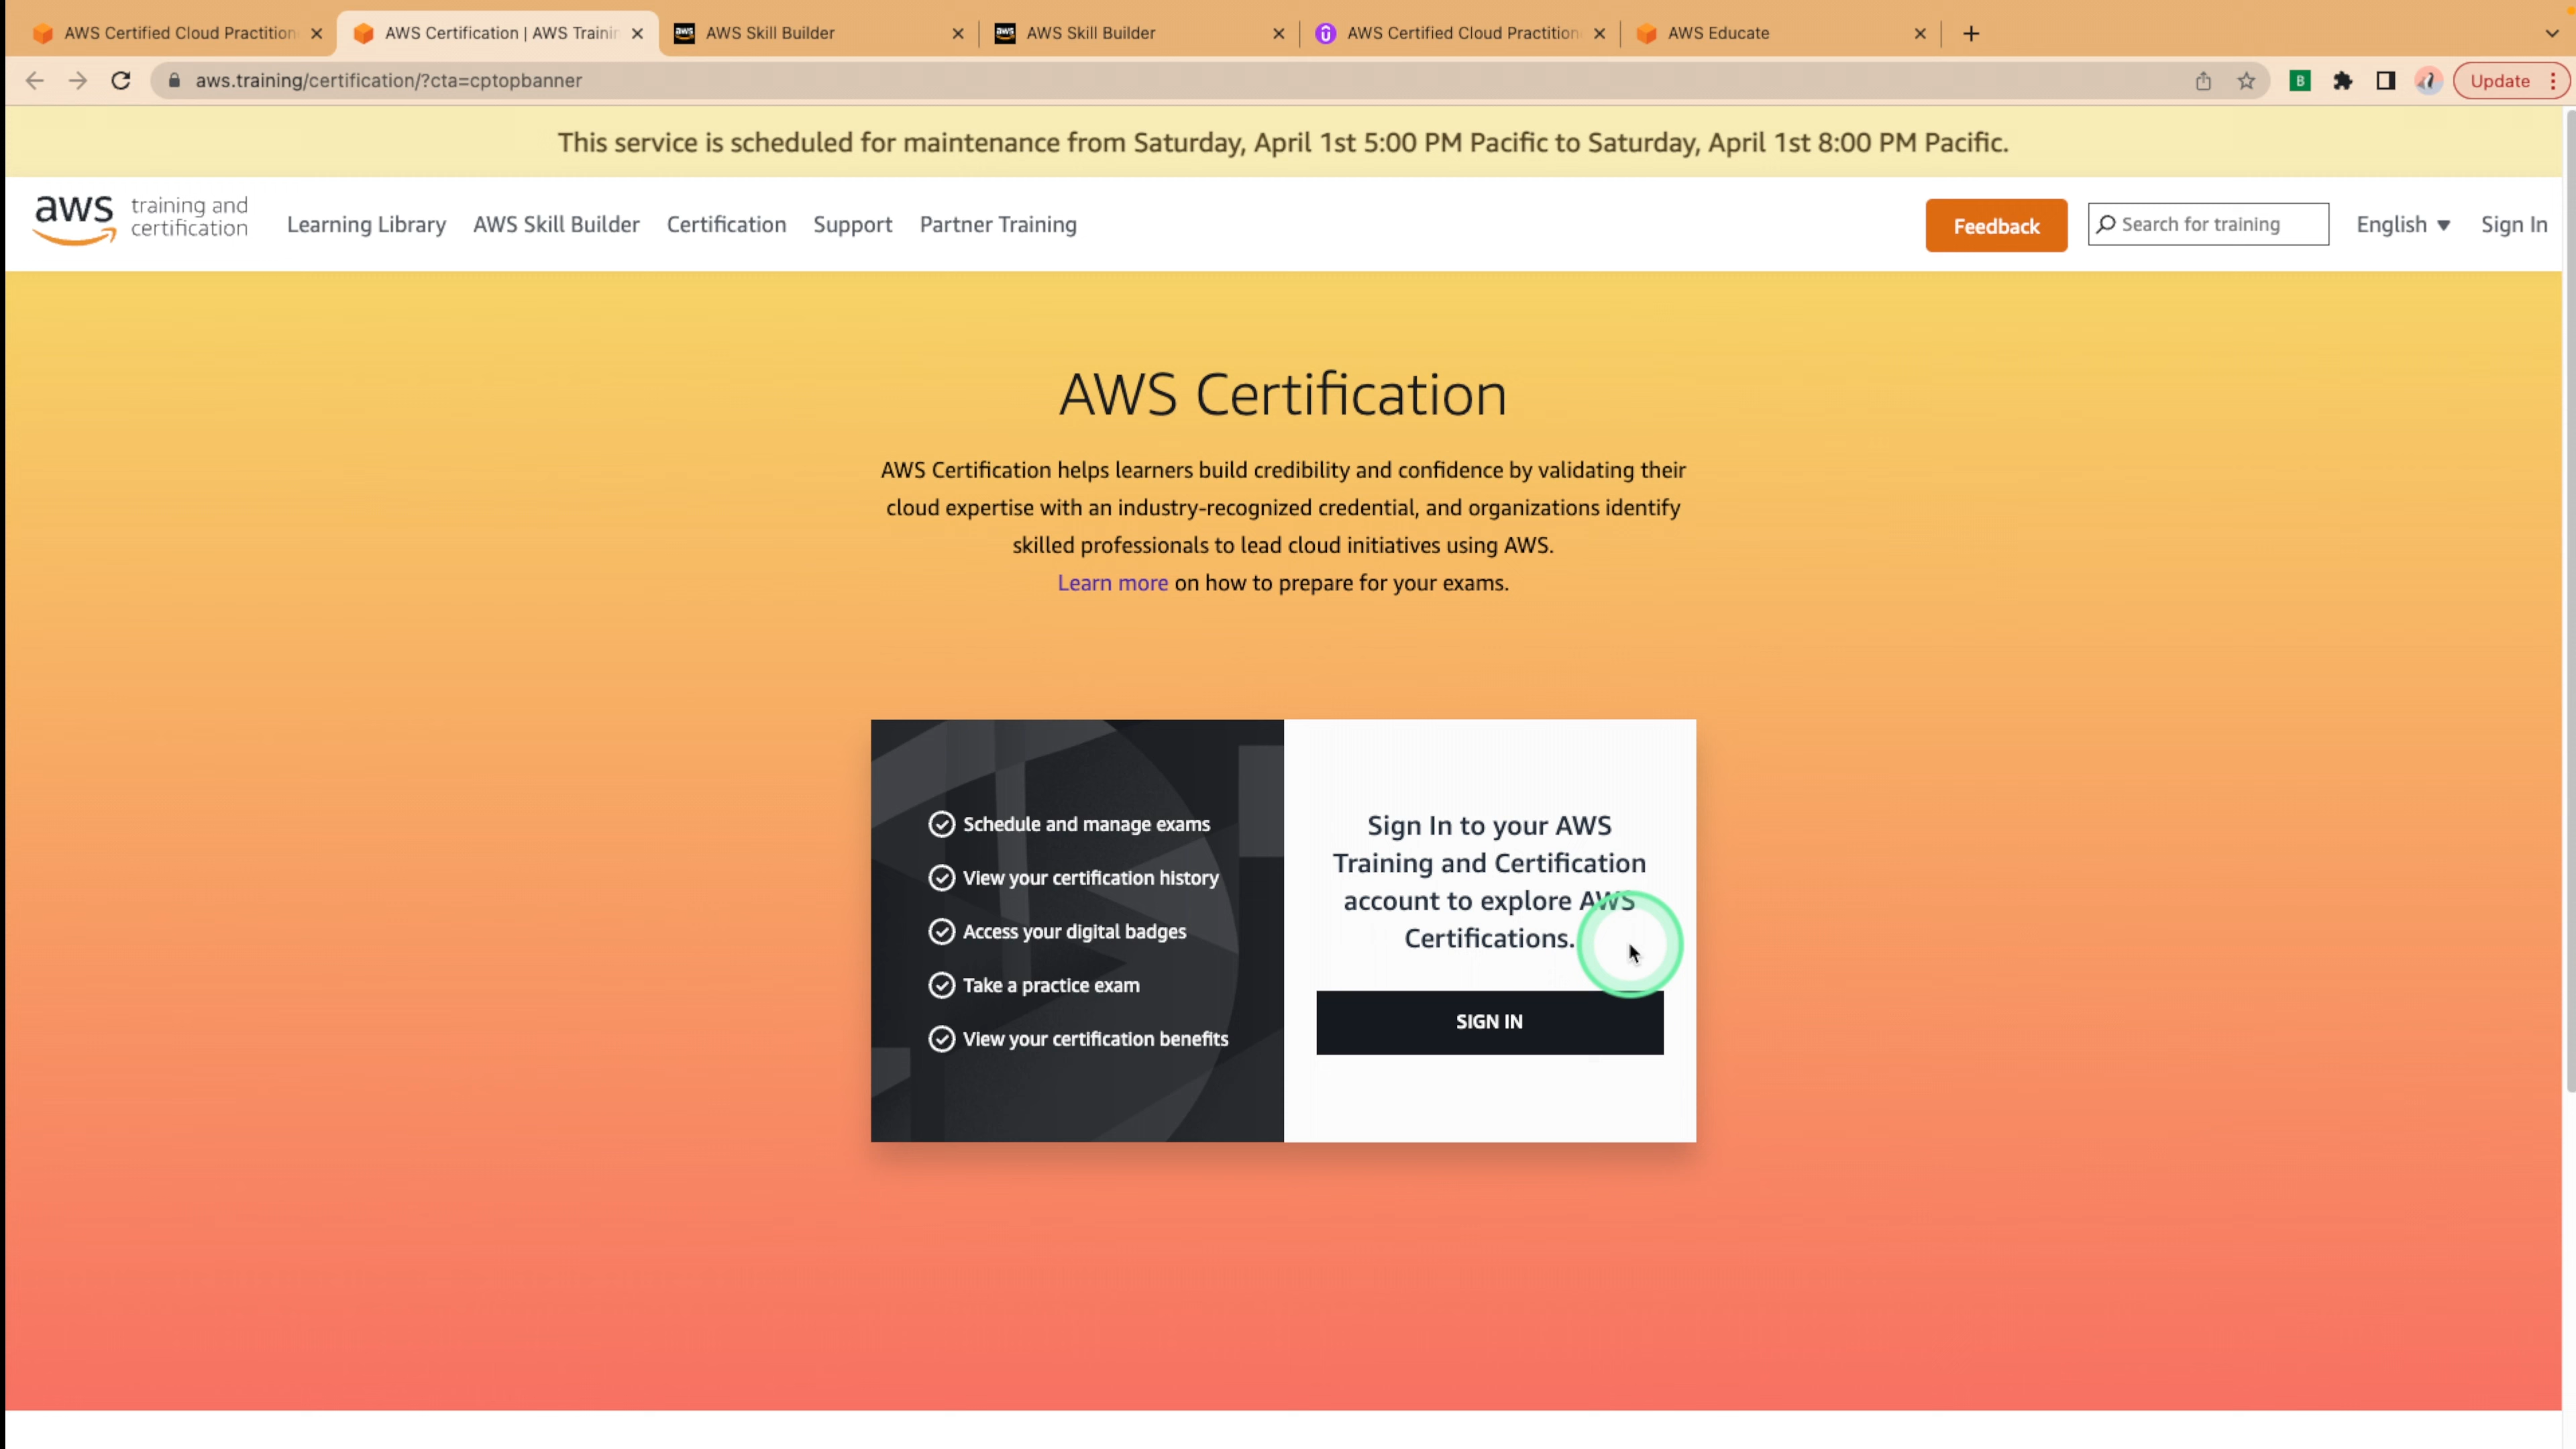 AWS Certified Cloud Practition
AWS Certification | AWS Trainin
AWS Skill Builder
AWS Skill Builder
AWS Certified Cloud Practition
AWS Educate
aws.training/certification/?cta=cptopbanner
B
Update
This service is scheduled for maintenance from Saturday, April 1st 5:00 PM Pacific to Saturday, April 1st 8:00 PM Pacific.
aws training and certification
Learning Library
AWS Skill Builder
Certification
Support
Partner Training
Feedback
Search for training
English
Sign In
AWS Certification
AWS Certification helps learners build credibility and confidence by validating their
cloud expertise with an industry-recognized credential, and organizations identify
skilled professionals to lead cloud initiatives using AWS.
Learn more on how to prepare for your exams.
Schedule and manage exams
View your certification history
Access your digital badges
Take a practice exam
View your certification benefits
Sign In to your AWS
Training and Certification
account to explore AWS
Certifications.
SIGN IN